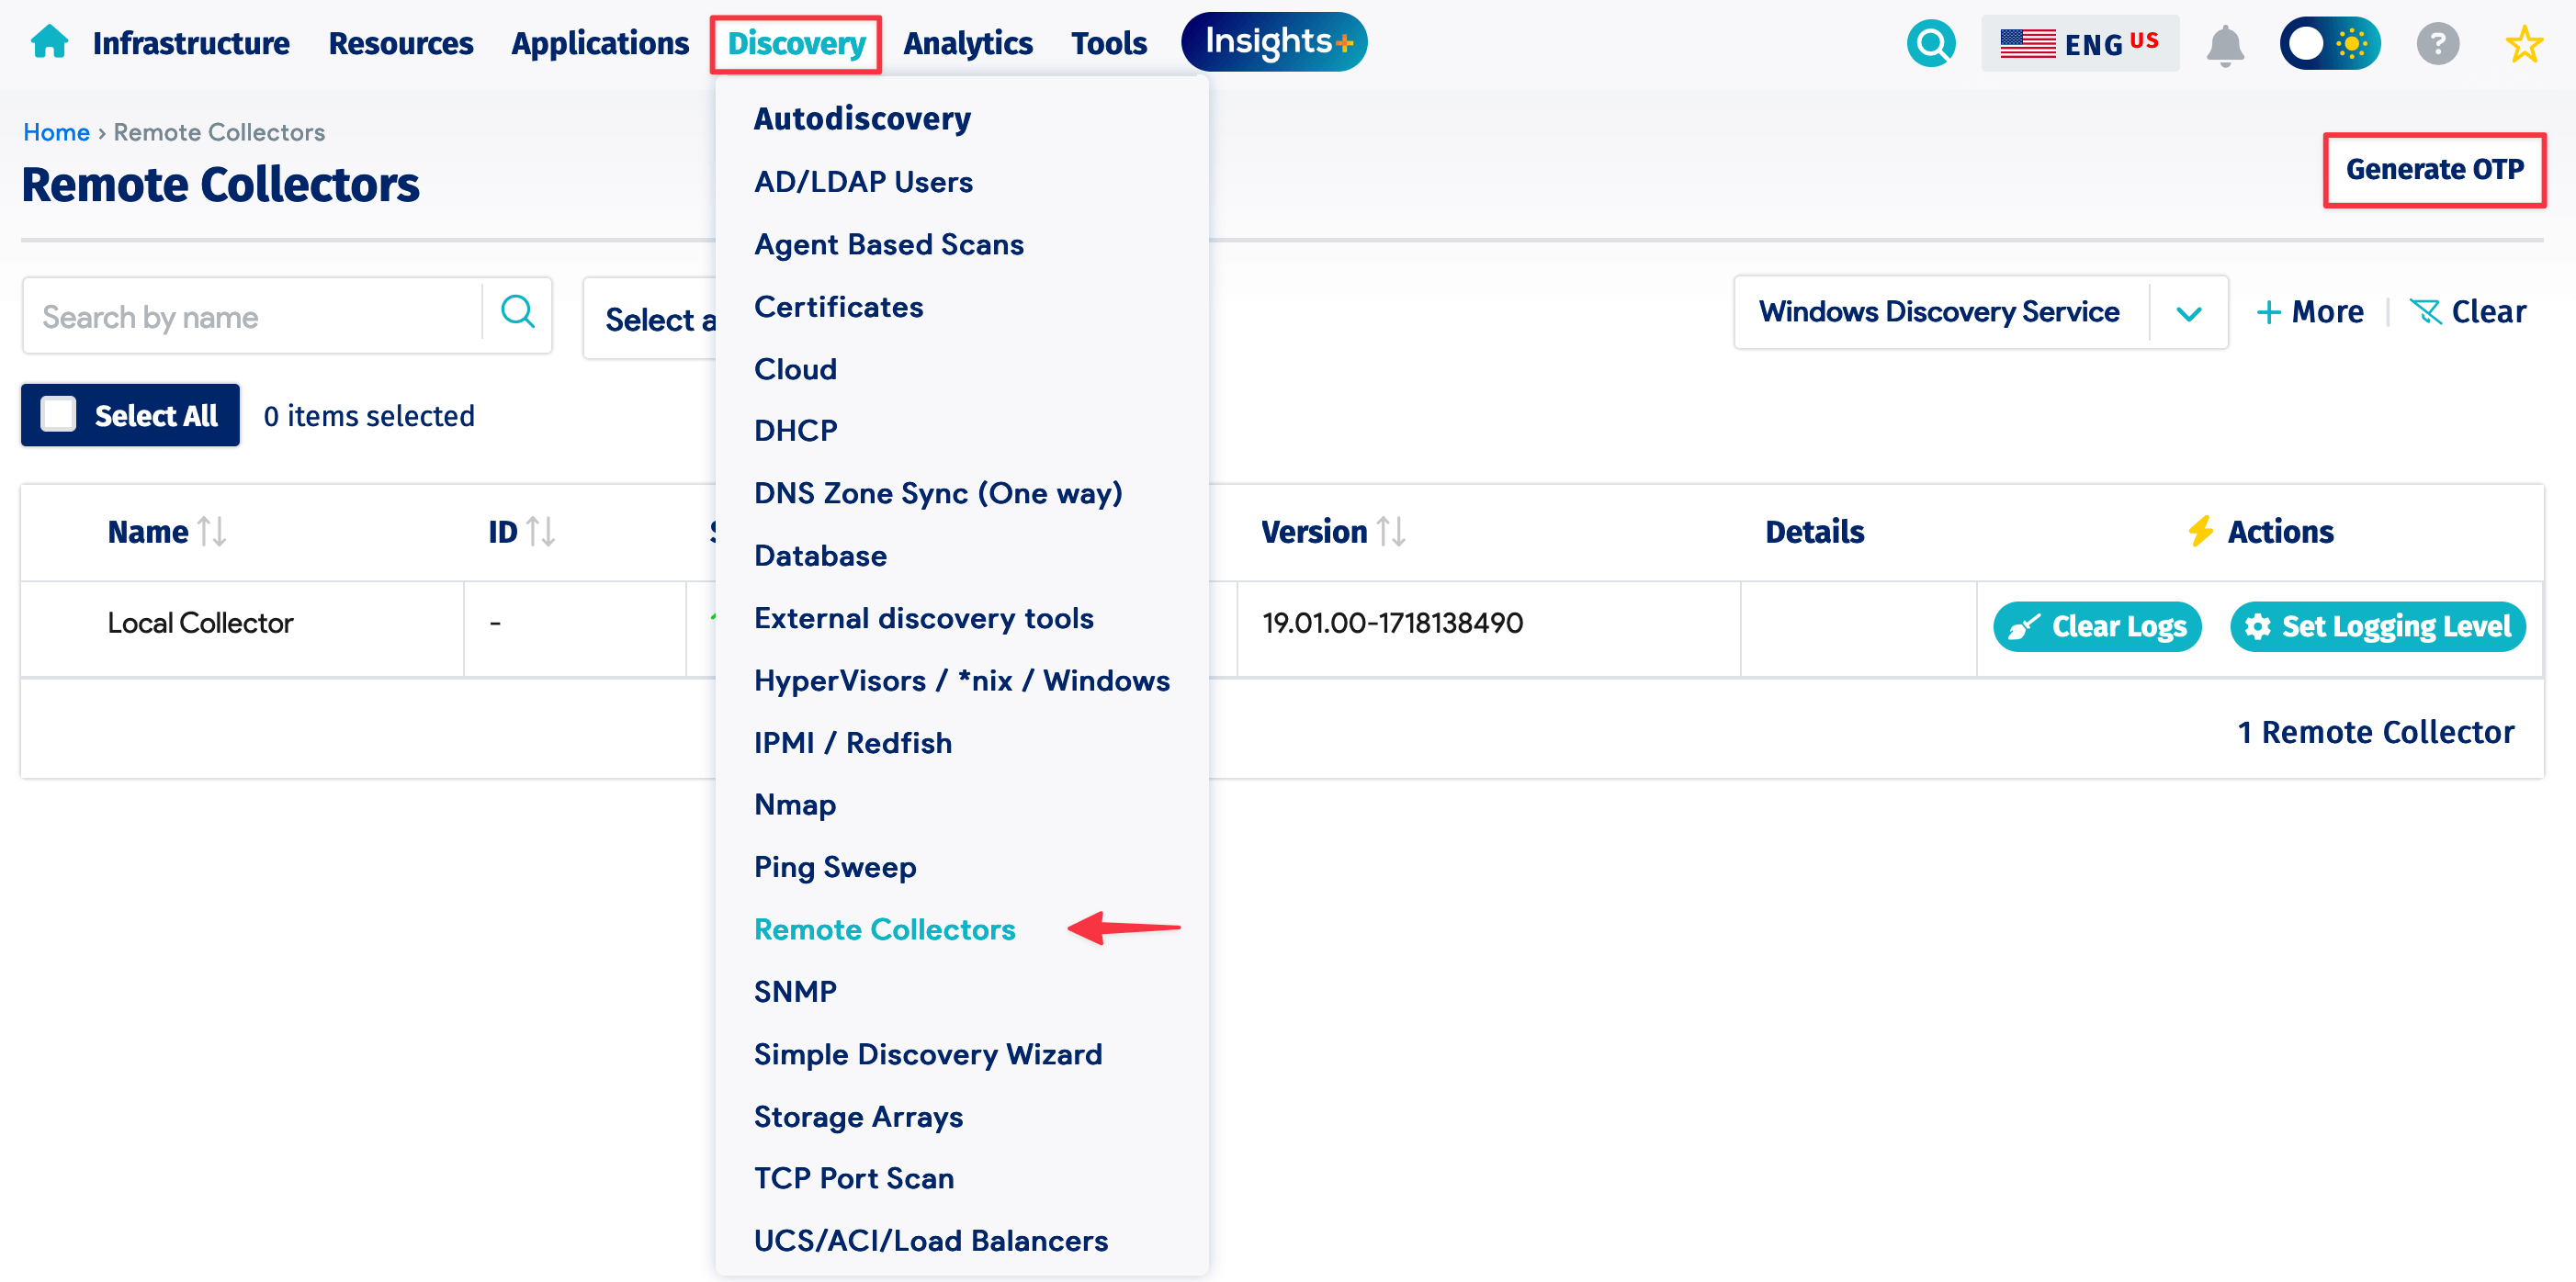 Infrastructure Resources Applications Discovery Analytics Tools Insights+ ENG US ?
Home › Remote Collectors
Remote Collectors
Generate OTP
Search by name
Select a
Windows Discovery Service
+ More
Clear
Select All
0 items selected
Name ID Version Details Actions
Local Collector - 19.01.00-1718138490 Clear Logs Set Logging Level
1 Remote Collector
Autodiscovery
AD/LDAP Users
Agent Based Scans
Certificates
Cloud
DHCP
DNS Zone Sync (One way)
Database
External discovery tools
HyperVisors / *nix / Windows
IPMI / Redfish
Nmap
Ping Sweep
Remote Collectors
SNMP
Simple Discovery Wizard
Storage Arrays
TCP Port Scan
UCS/ACI/Load Balancers